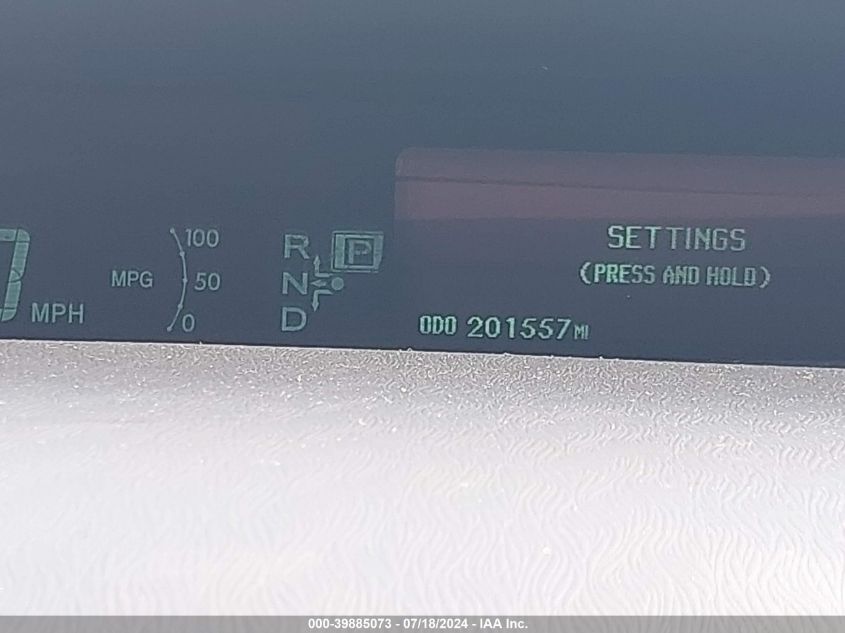 SETTINGS
(PRESS AND HOLD)
100
MPG 50
0
MPH
R P
N
D
ODO 201557 MI
000-39885073 - 07/18/2024 - IAA Inc.